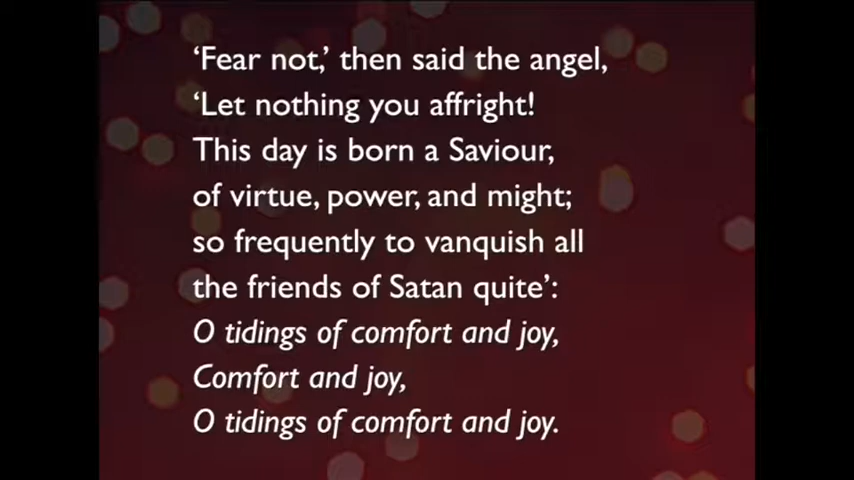 ‘Fear not,’ then said the angel,
‘Let nothing you affright!
This day is born a Saviour,
of virtue, power, and might;
so frequently to vanquish all
the friends of Satan quite’:
O tidings of comfort and joy,
Comfort and joy,
O tidings of comfort and joy.